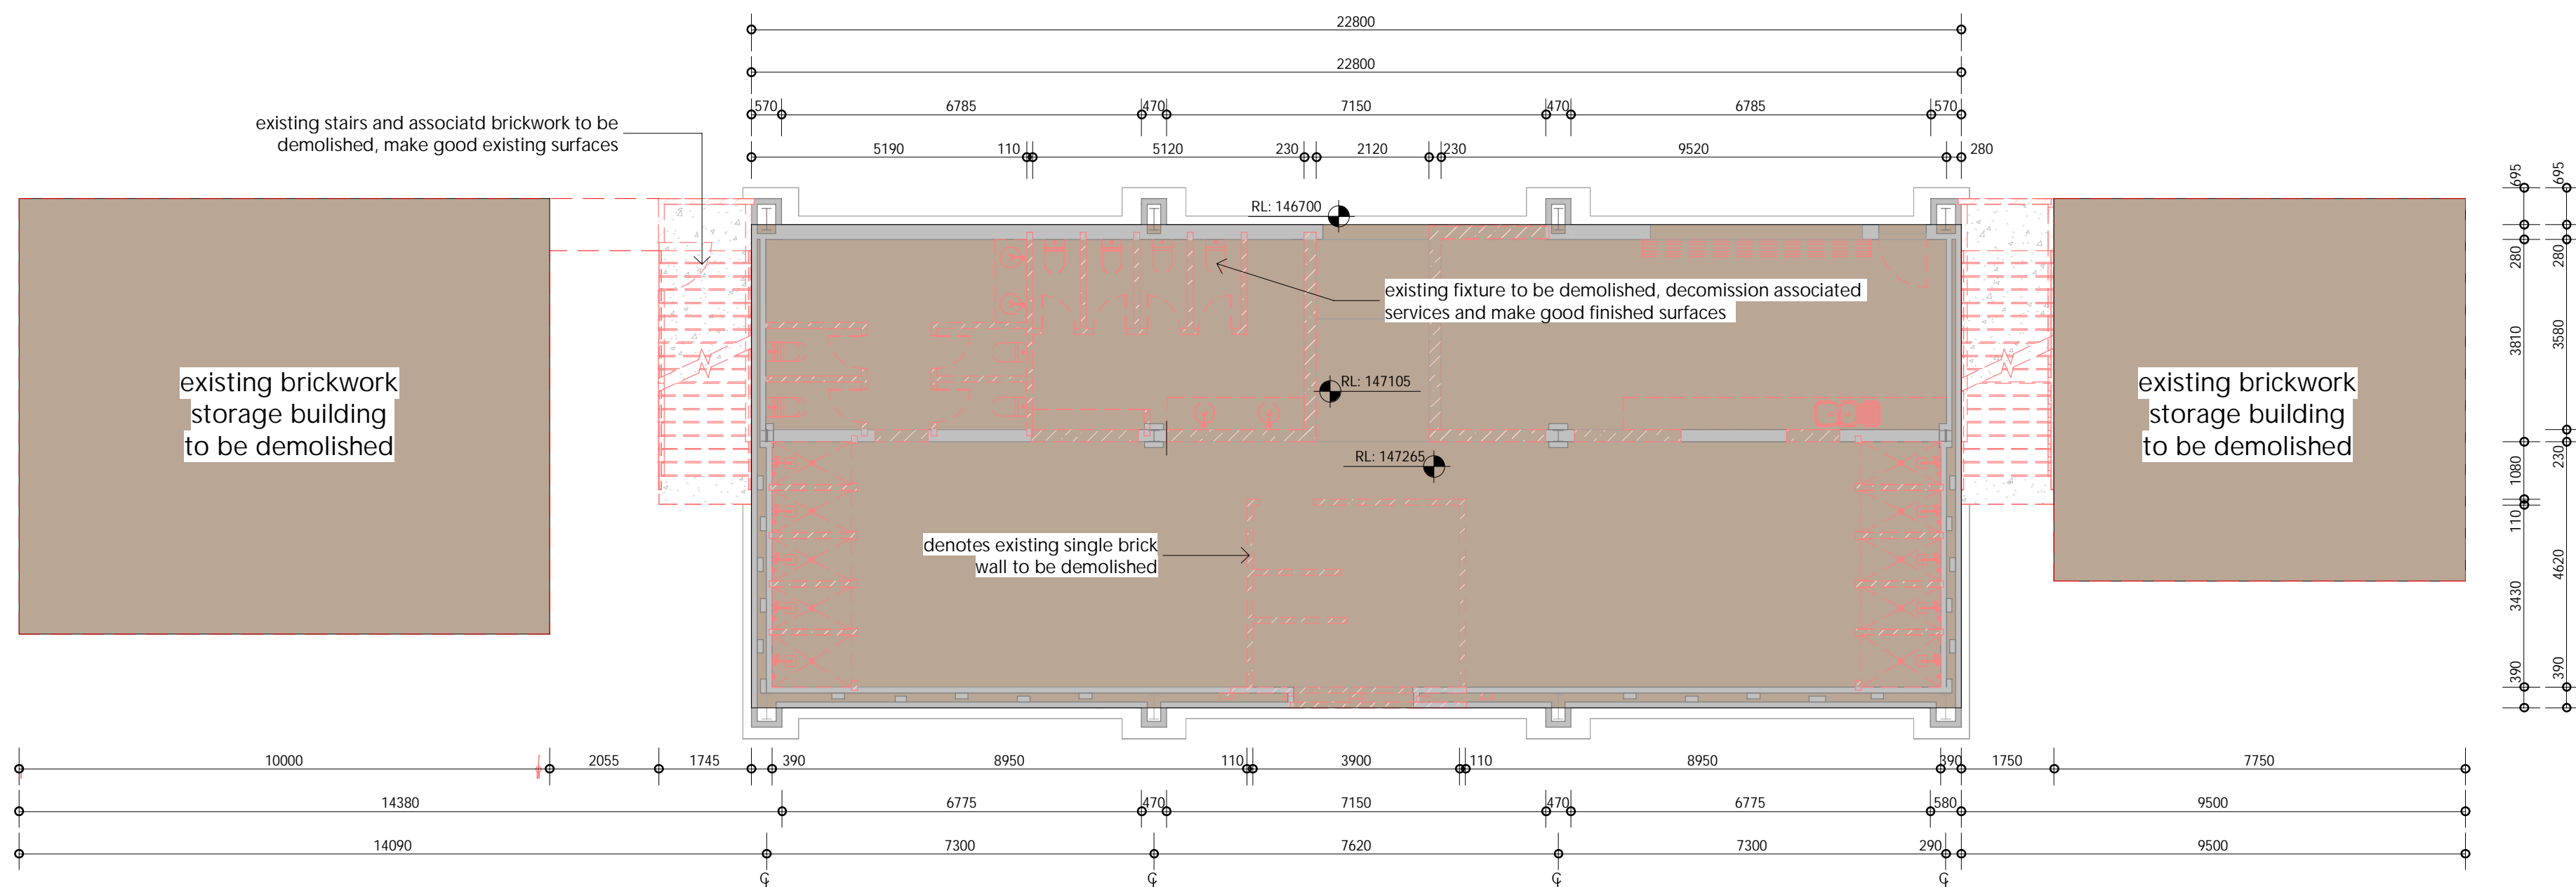 22800
22800
570 6785 470 7150 470 6785 570
5190 110 5120 230 2120 230 9520 280
existing stairs and associatd brickwork to be
demolished, make good existing surfaces
RL: 146700
existing fixture to be demolished, decomission associated
services and make good finished surfaces
RL: 147105
existing brickwork
storage building
to be demolished
existing brickwork
storage building
to be demolished
RL: 147265
denotes existing single brick
wall to be demolished
695 280 3810 1080 110 3430 390
695 280 3580 230 4620 390
10000 2055 1745 390 8950 110 3900 110 8950 390 1750 7750
14380 6775 470 7150 470 6775 580 9500
14090 7300 7620 7300 290 9500
℄ ℄ ℄ ℄